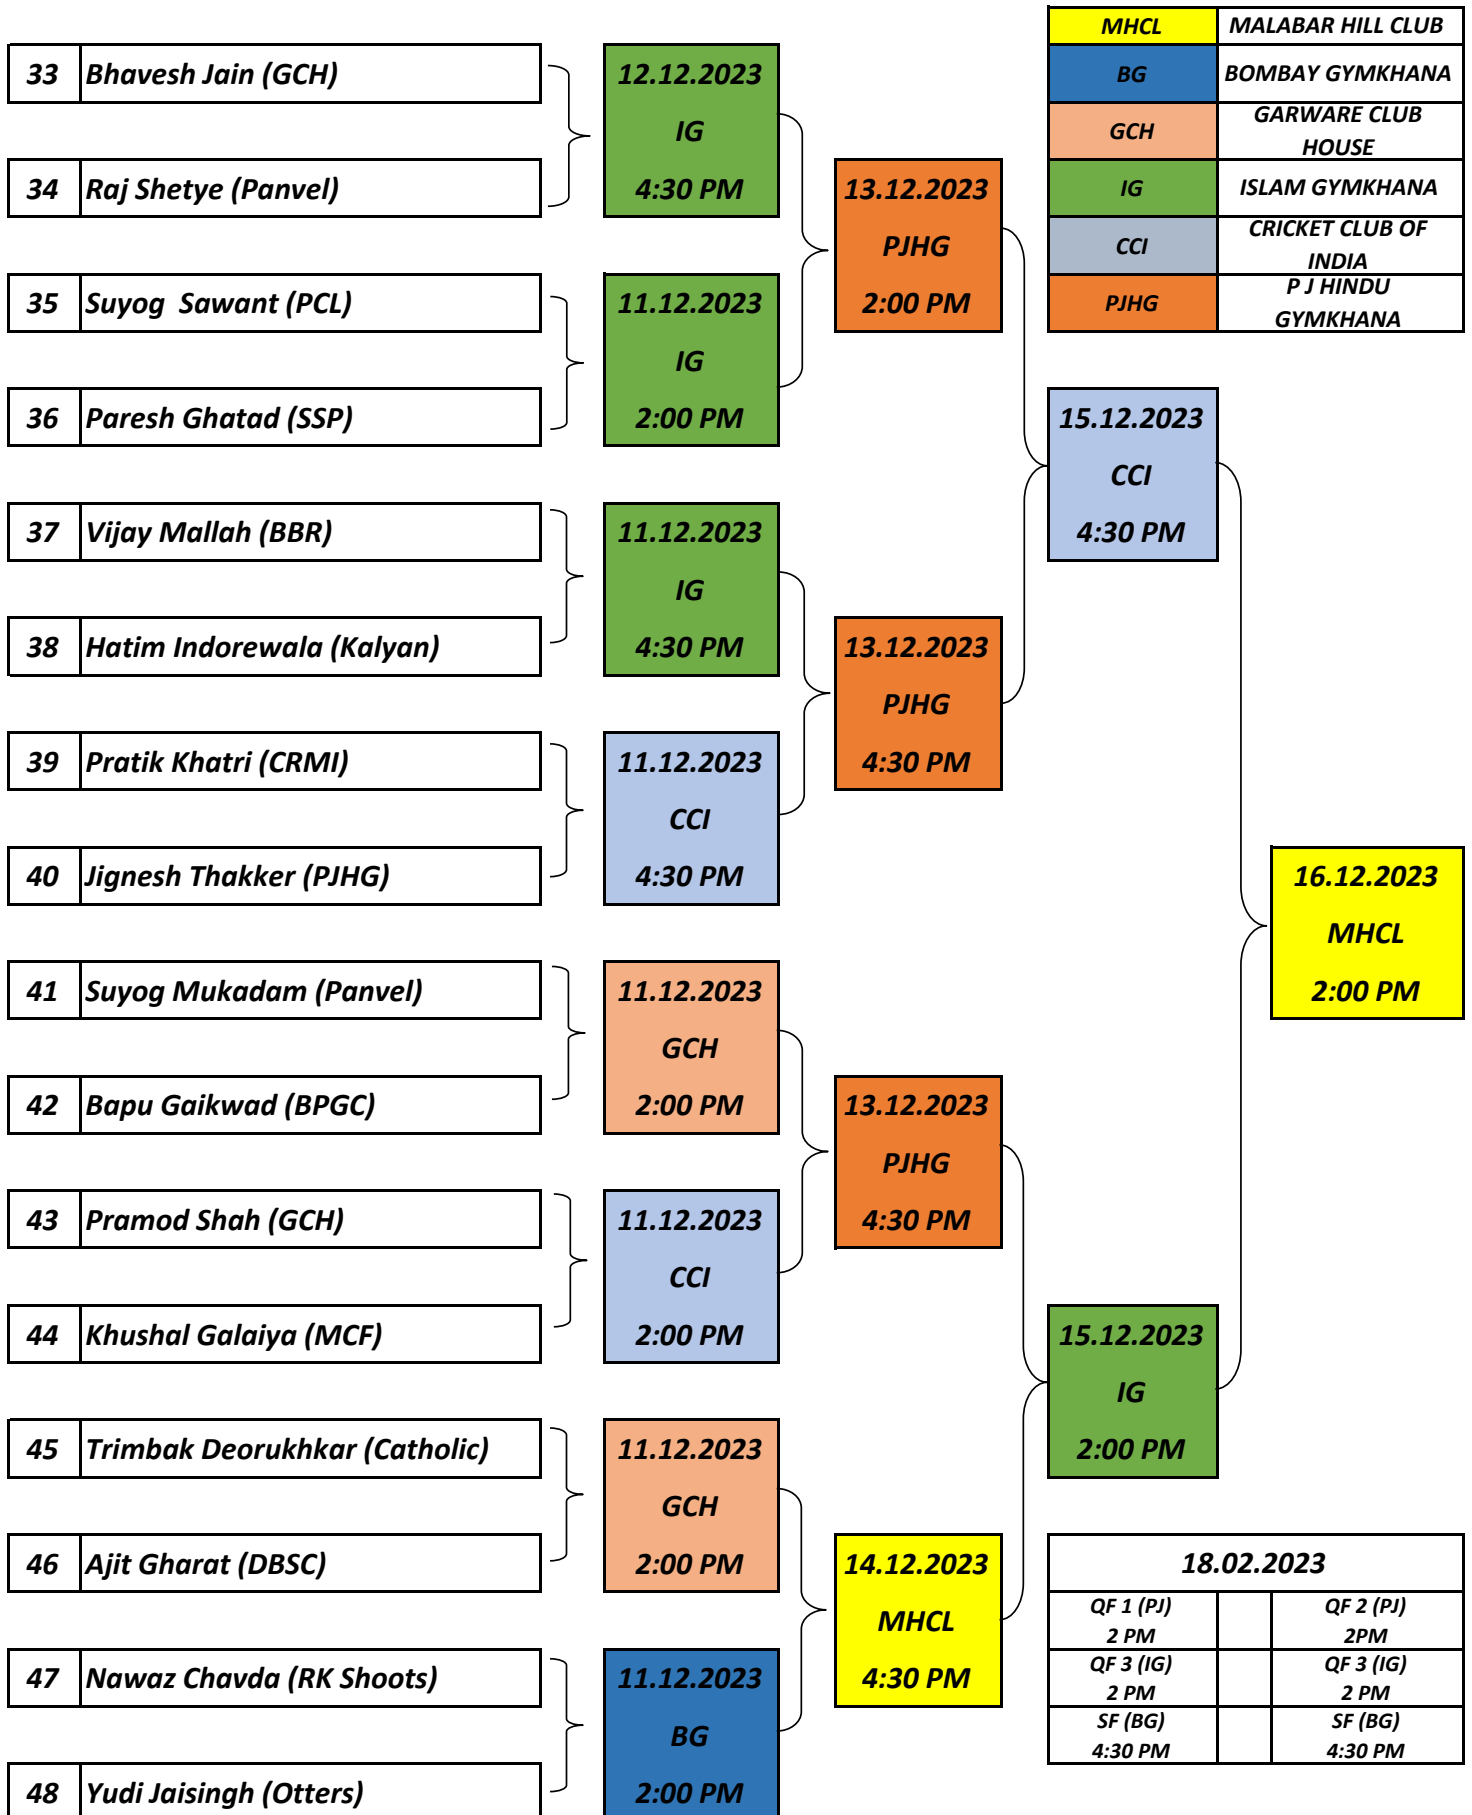 MHCL MALABAR HILL CLUB
BG BOMBAY GYMKHANA
GCH GARWARE CLUB
HOUSE
IG ISLAM GYMKHANA
CCI CRICKET CLUB OF
INDIA
PJHG P J HINDU
GYMKHANA
33 Bhavesh Jain (GCH)
34 Raj Shetye (Panvel)
35 Suyog  Sawant (PCL)
36 Paresh Ghatad (SSP)
37 Vijay Mallah (BBR)
38 Hatim Indorewala (Kalyan)
39 Pratik Khatri (CRMI)
40 Jignesh Thakker (PJHG)
41 Suyog Mukadam (Panvel)
42 Bapu Gaikwad (BPGC)
43 Pramod Shah (GCH)
44 Khushal Galaiya (MCF)
45 Trimbak Deorukhkar (Catholic)
46 Ajit Gharat (DBSC)
47 Nawaz Chavda (RK Shoots)
48 Yudi Jaisingh (Otters)
12.12.2023
IG
4:30 PM
11.12.2023
IG
2:00 PM
11.12.2023
IG
4:30 PM
11.12.2023
CCI
4:30 PM
11.12.2023
GCH
2:00 PM
11.12.2023
CCI
2:00 PM
11.12.2023
GCH
2:00 PM
11.12.2023
BG
2:00 PM
13.12.2023
PJHG
2:00 PM
13.12.2023
PJHG
4:30 PM
13.12.2023
PJHG
4:30 PM
14.12.2023
MHCL
4:30 PM
15.12.2023
CCI
4:30 PM
15.12.2023
IG
2:00 PM
16.12.2023
MHCL
2:00 PM
18.02.2023
QF 1 (PJ) QF 2 (PJ)
2 PM 2PM
QF 3 (IG) QF 3 (IG)
2 PM 2 PM
SF (BG) SF (BG)
4:30 PM 4:30 PM